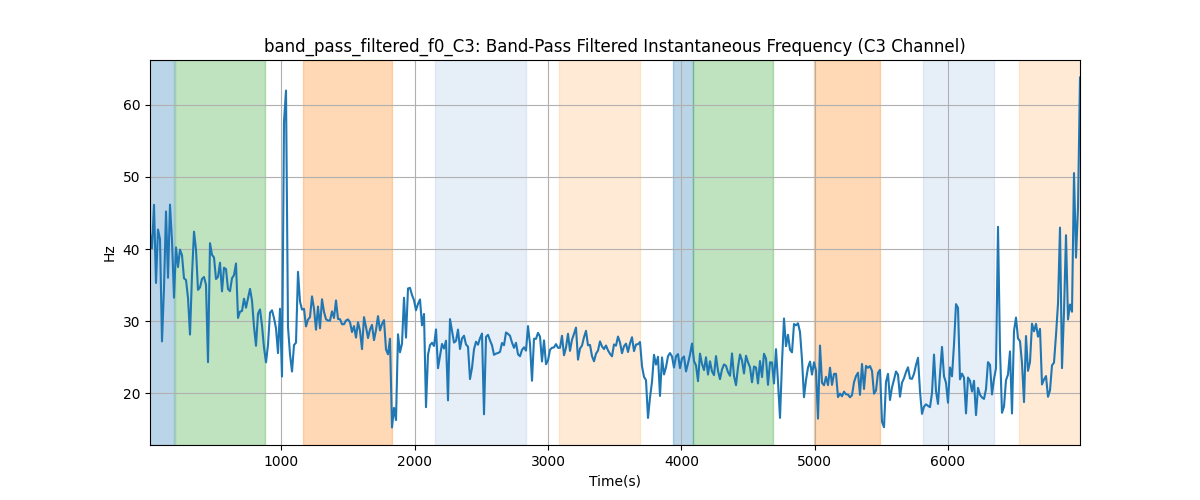 band_pass_filtered_f0_C3: Band-Pass Filtered Instantaneous Frequency (C3 Channel)
60
50
40
30
20
Hz
1000 2000 3000 4000 5000 6000
Time(s)